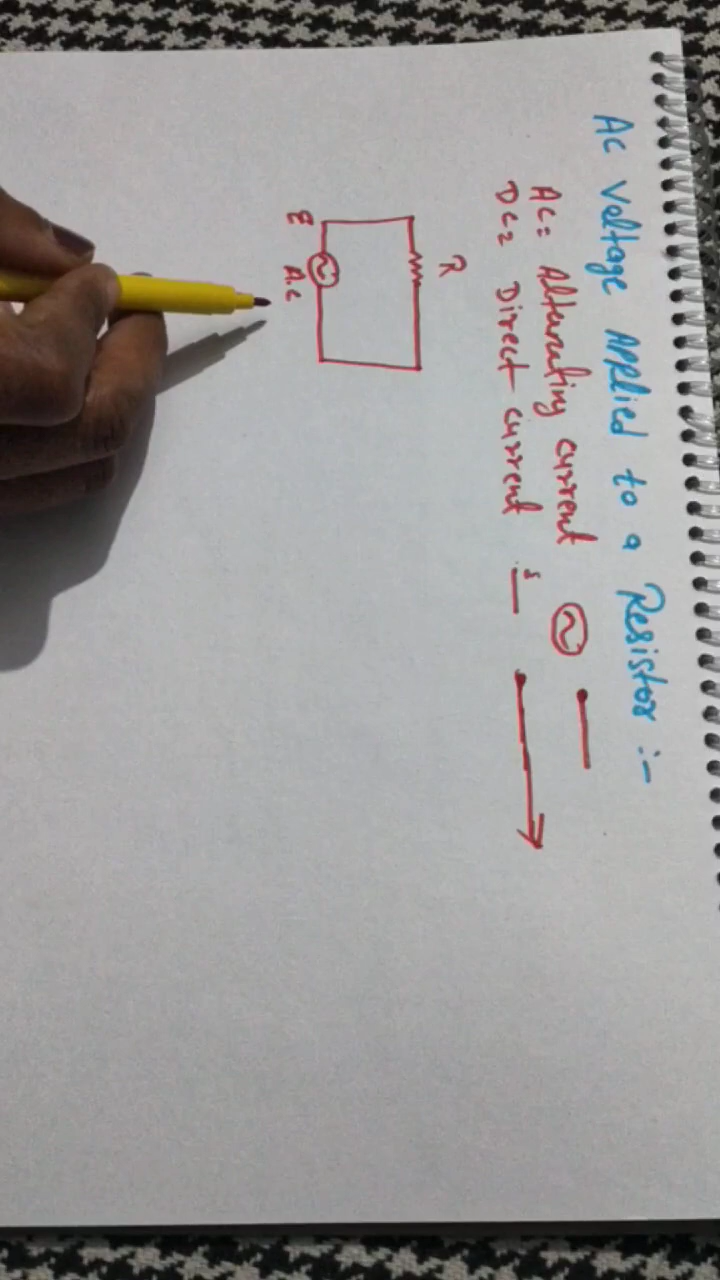 AC voltage Applied to a Resistor :-
AC = Alternating current
DC = Direct current
R
E
A.C